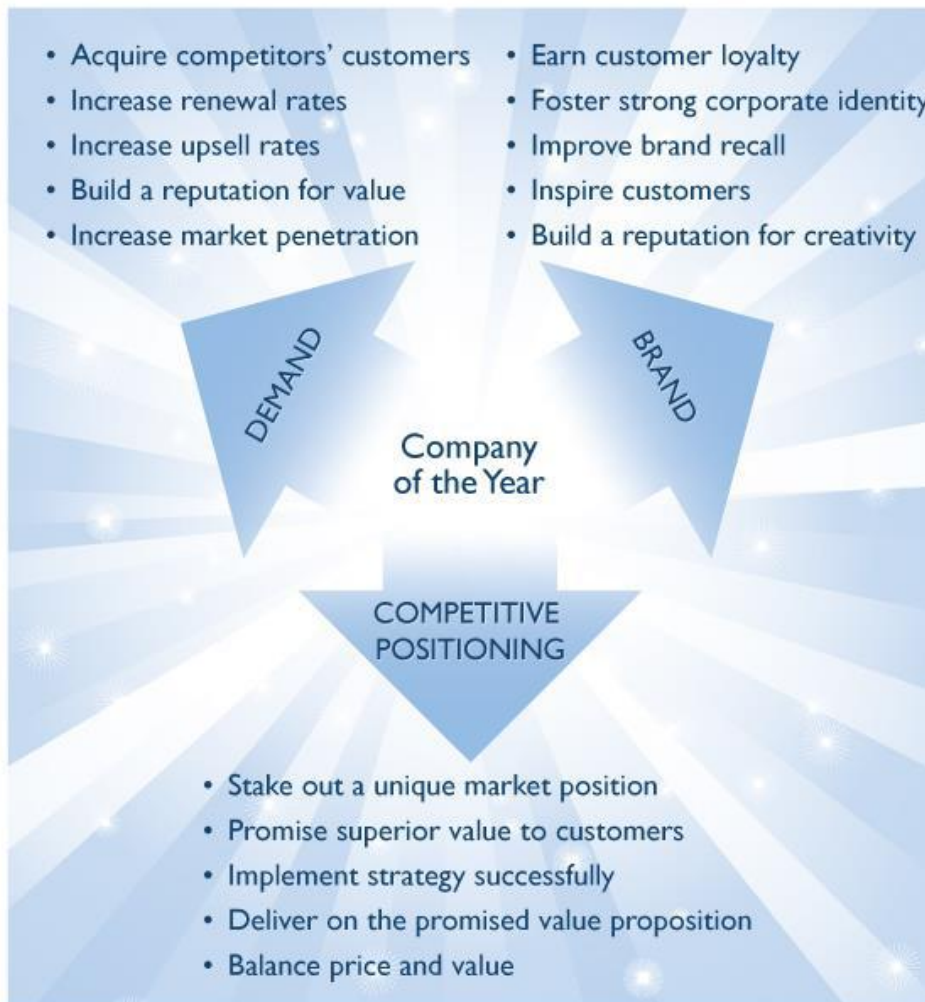 • Acquire competitors’ customers
• Increase renewal rates
• Increase upsell rates
• Build a reputation for value
• Increase market penetration
• Earn customer loyalty
• Foster strong corporate identity
• Improve brand recall
• Inspire customers
• Build a reputation for creativity
DEMAND
BRAND
Company
of the Year
COMPETITIVE
POSITIONING
• Stake out a unique market position
• Promise superior value to customers
• Implement strategy successfully
• Deliver on the promised value proposition
• Balance price and value